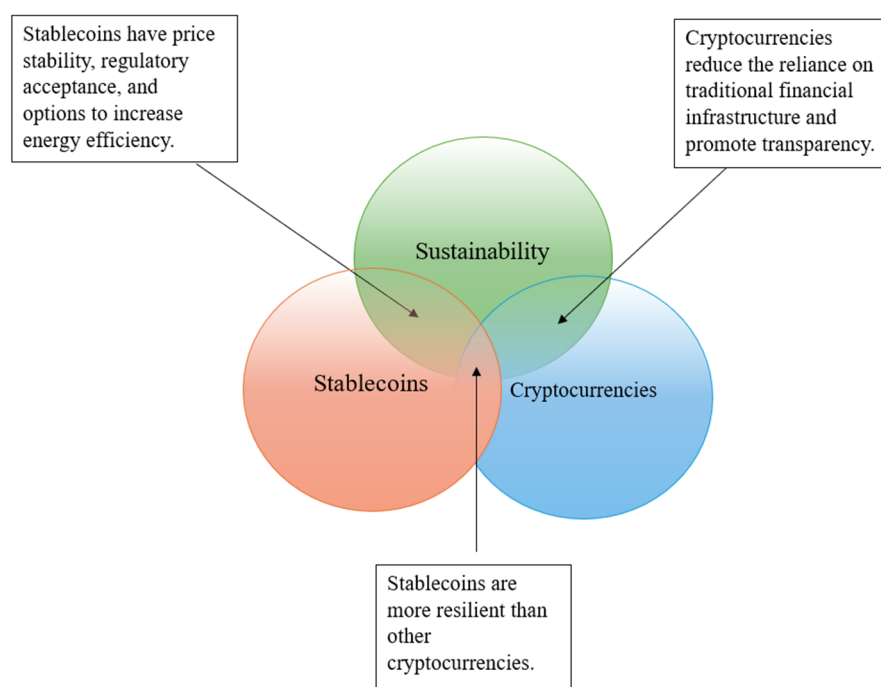 Stablecoins have price
stability, regulatory
acceptance, and
options to increase
energy efficiency.
Cryptocurrencies
reduce the reliance on
traditional financial
infrastructure and
promote transparency.
Sustainability
Stablecoins
Cryptocurrencies
Stablecoins are
more resilient than
other
cryptocurrencies.